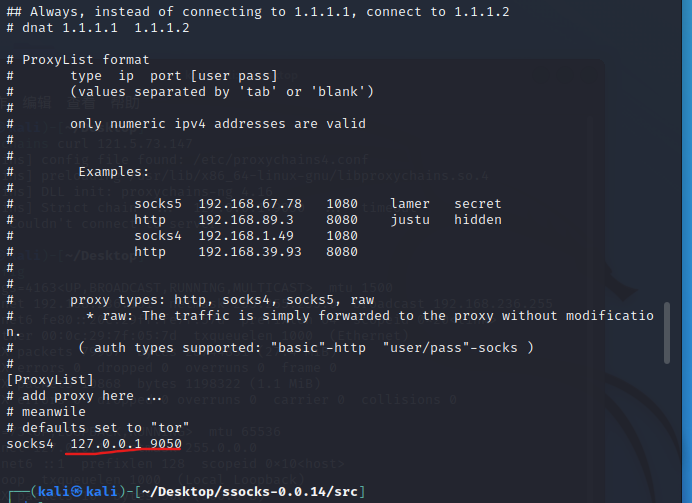 ## Always, instead of connecting to 1.1.1.1, connect to 1.1.1.2
# dnat 1.1.1.1  1.1.1.2

# ProxyList format
#       type  ip  port [user pass]
#       (values separated by 'tab' or 'blank')
#
#       only numeric ipv4 addresses are valid
#
#
#        Examples:
#
#               socks5  192.168.67.78   1080    lamer   secret
#               http    192.168.89.3    8080    justu   hidden
#               socks4  192.168.1.49    1080
#               http    192.168.39.93   8080
#
#
#       proxy types: http, socks4, socks5, raw
#         * raw: The traffic is simply forwarded to the proxy without modificatio
n.
#        ( auth types supported: "basic"-http  "user/pass"-socks )
#
[ProxyList]
# add proxy here ...
# meanwile
# defaults set to "tor"
socks4  127.0.0.1 9050

┌──(kali㉿kali)-[~/Desktop/ssocks-0.0.14/src]